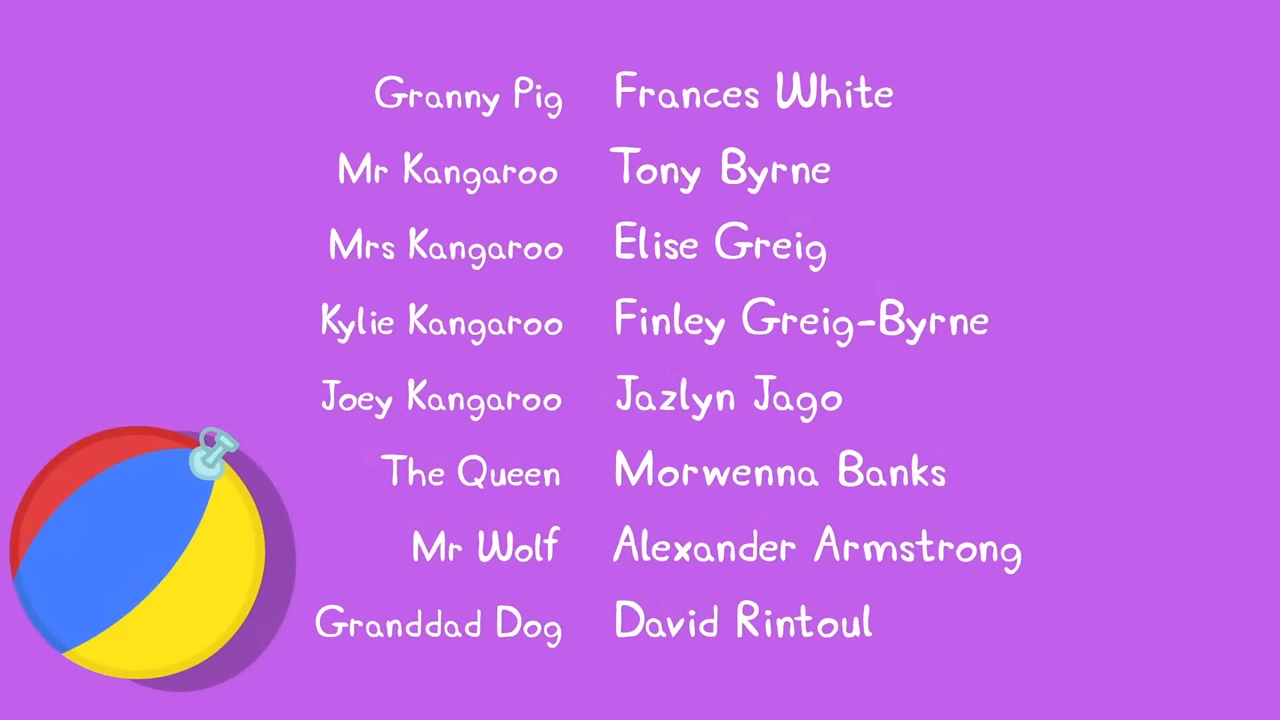 Granny Pig Frances White
Mr Kangaroo Tony Byrne
Mrs Kangaroo Elise Greig
Kylie Kangaroo Finley Greig-Byrne
Joey Kangaroo Jazlyn Jago
The Queen Morwenna Banks
Mr Wolf Alexander Armstrong
Granddad Dog David Rintoul